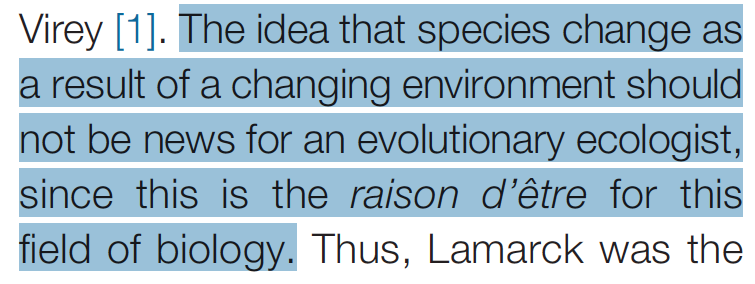 Virey [1]. The idea that species change as
a result of a changing environment should
not be news for an evolutionary ecologist,
since this is the raison d’être for this
field of biology. Thus, Lamarck was the